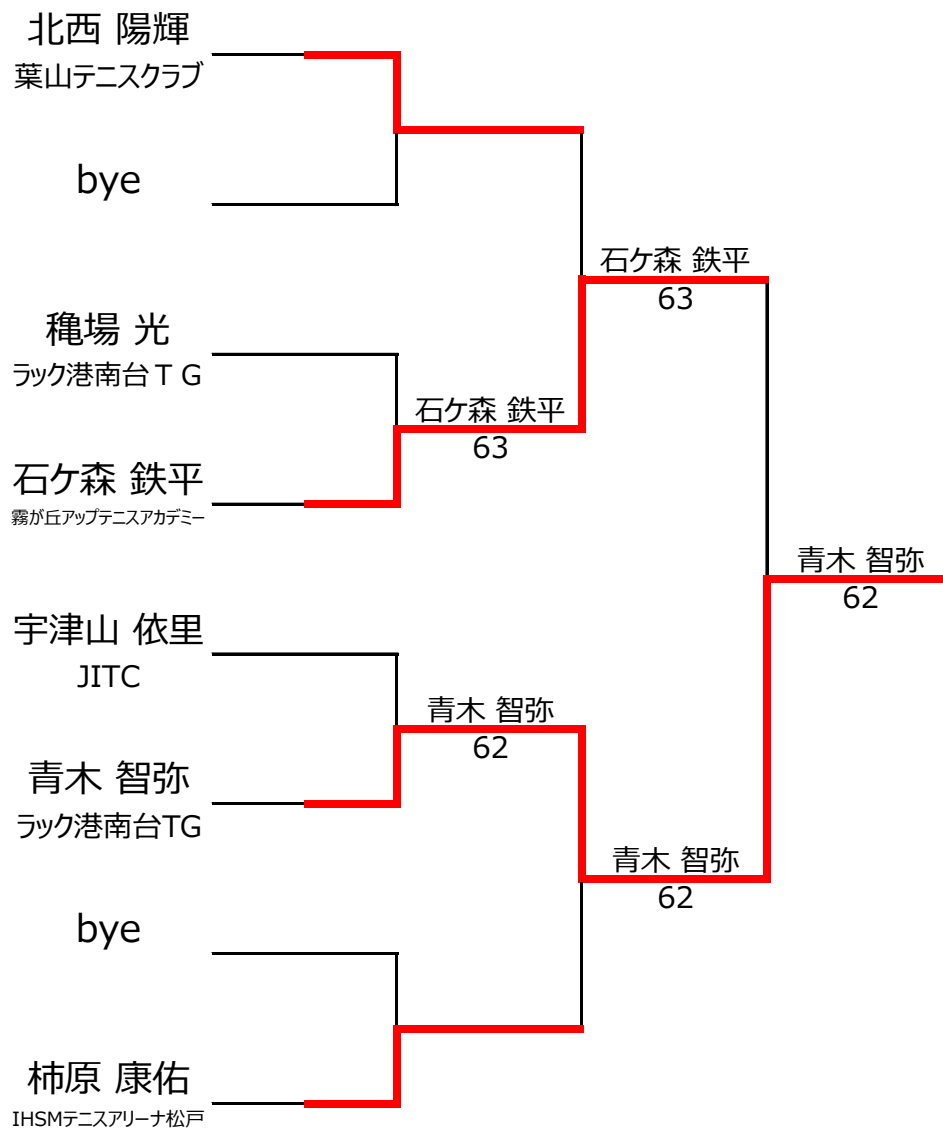 北西 陽輝
葉山テニスクラブ
bye
石ケ森 鉄平
63
穐場 光
ラック港南台ＴＧ
石ケ森 鉄平
63
石ケ森 鉄平
霧が丘アップテニスアカデミー
青木 智弥
62
宇津山 依里
JITC
青木 智弥
62
青木 智弥
ラック港南台TG
青木 智弥
62
bye
柿原 康佑
IHSMテニスアリーナ松戸